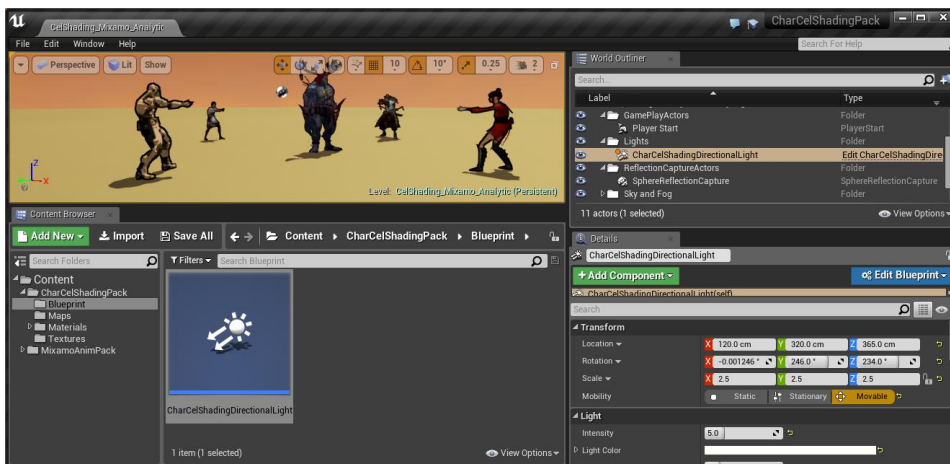 CelShading_Mixamo_Analytic
CharCelShadingPack
File Edit Window Help
Search For Help
Perspective Lit Show 10 10° 0.25 2
Level: CelShading_Mixamo_Analytic (Persistent)
World Outliner
Search...
Label Type
GamePlayActors Folder
Player Start PlayerStart
Lights Folder
CharCelShadingDirectionalLight Edit CharCelShadingDire
ReflectionCaptureActors Folder
SphereReflectionCapture SphereReflectionCapture
Sky and Fog Folder
11 actors (1 selected) View Options
Content Browser
Add New Import Save All Content CharCelShadingPack Blueprint
Search Folders
Content
CharCelShadingPack
Blueprint
Maps
Materials
Textures
MixamoAnimPack
Filters Search Blueprint
CharCelShadingDirectionalLight
1 item (1 selected) View Options
Details
CharCelShadingDirectionalLight
+Add Component Edit Blueprint
CharCelShadingDirectionalLight(self)
Search
Transform
Location X 120.0 cm Y 320.0 cm Z 365.0 cm
Rotation X -0.001246 ° Y 246.0 ° Z 234.0 °
Scale X 2.5 Y 2.5 Z 2.5
Mobility Static Stationary Movable
Light
Intensity 5.0
Light Color